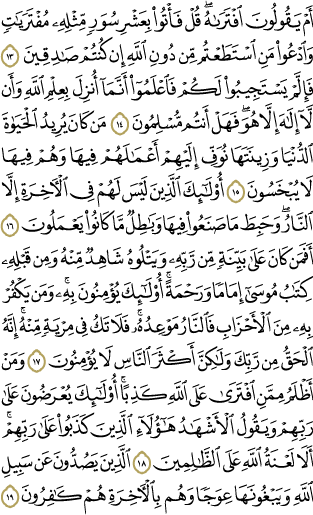 أَمْ يَقُولُونَ ٱفْتَرَىٰهُ ۖ قُلْ فَأْتُوا۟ بِعَشْرِ سُوَرٍ مِّثْلِهِۦ مُفْتَرَيَٰتٍ
وَٱدْعُوا۟ مَنِ ٱسْتَطَعْتُم مِّن دُونِ ٱللَّهِ إِن كُنتُمْ صَٰدِقِينَ ١٣
فَإِلَّمْ يَسْتَجِيبُوا۟ لَكُمْ فَٱعْلَمُوٓا۟ أَنَّمَآ أُنزِلَ بِعِلْمِ ٱللَّهِ وَأَن
لَّآ إِلَٰهَ إِلَّا هُوَ ۖ فَهَلْ أَنتُم مُّسْلِمُونَ ١٤ مَن كَانَ يُرِيدُ ٱلْحَيَوٰةَ
ٱلدُّنْيَا وَزِينَتَهَا نُوَفِّ إِلَيْهِمْ أَعْمَٰلَهُمْ فِيهَا وَهُمْ فِيهَا
لَا يُبْخَسُونَ ١٥ أُو۟لَٰٓئِكَ ٱلَّذِينَ لَيْسَ لَهُمْ فِى ٱلْءَاخِرَةِ إِلَّا
ٱلنَّارُ ۖ وَحَبِطَ مَا صَنَعُوا۟ فِيهَا وَبَٰطِلٌ مَّا كَانُوا۟ يَعْمَلُونَ ١٦
أَفَمَن كَانَ عَلَىٰ بَيِّنَةٍ مِّن رَّبِّهِۦ وَيَتْلُوهُ شَاهِدٌ مِّنْهُ وَمِن قَبْلِهِۦ
كِتَٰبُ مُوسَىٰٓ إِمَامًا وَرَحْمَةً ۚ أُو۟لَٰٓئِكَ يُؤْمِنُونَ بِهِۦ ۚ وَمَن يَكْفُرْ
بِهِۦ مِنَ ٱلْأَحْزَابِ فَٱلنَّارُ مَوْعِدُهُۥ ۚ فَلَا تَكُ فِى مِرْيَةٍ مِّنْهُ ۚ إِنَّهُ
ٱلْحَقُّ مِن رَّبِّكَ وَلَٰكِنَّ أَكْثَرَ ٱلنَّاسِ لَا يُؤْمِنُونَ ١٧ وَمَنْ
أَظْلَمُ مِمَّنِ ٱفْتَرَىٰ عَلَى ٱللَّهِ كَذِبًا ۚ أُو۟لَٰٓئِكَ يُعْرَضُونَ عَلَىٰ
رَبِّهِمْ وَيَقُولُ ٱلْأَشْهَٰدُ هَٰٓؤُلَآءِ ٱلَّذِينَ كَذَبُوا۟ عَلَىٰ رَبِّهِمْ ۚ
أَلَا لَعْنَةُ ٱللَّهِ عَلَى ٱلظَّٰلِمِينَ ١٨ ٱلَّذِينَ يَصُدُّونَ عَن سَبِيلِ
ٱللَّهِ وَيَبْغُونَهَا عِوَجًا وَهُم بِٱلْءَاخِرَةِ هُمْ كَٰفِرُونَ ١٩